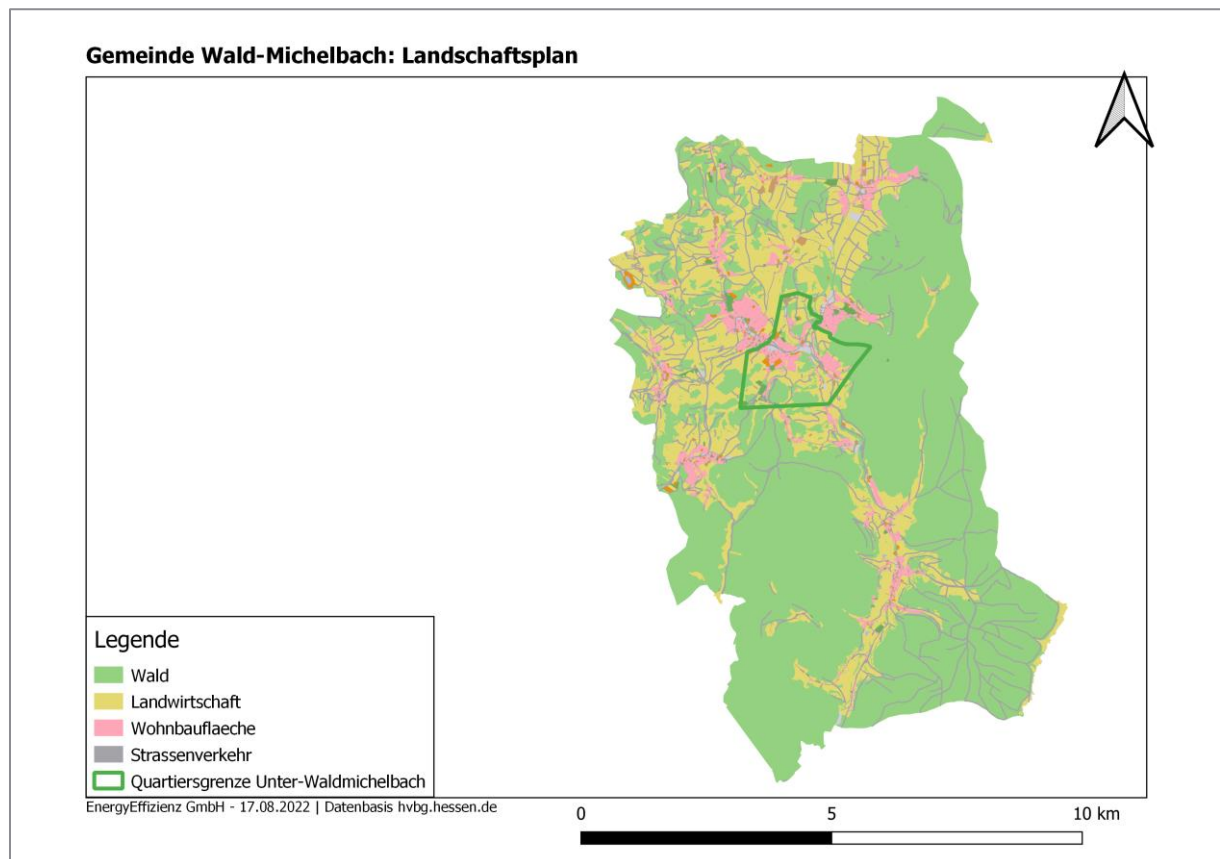 Gemeinde Wald-Michelbach: Landschaftsplan
Legende
Wald
Landwirtschaft
Wohnbauflaeche
Strassenverkehr
Quartiersgrenze Unter-Waldmichelbach
EnergyEffizienz GmbH - 17.08.2022 | Datenbasis hvbg.hessen.de
0 5 10 km